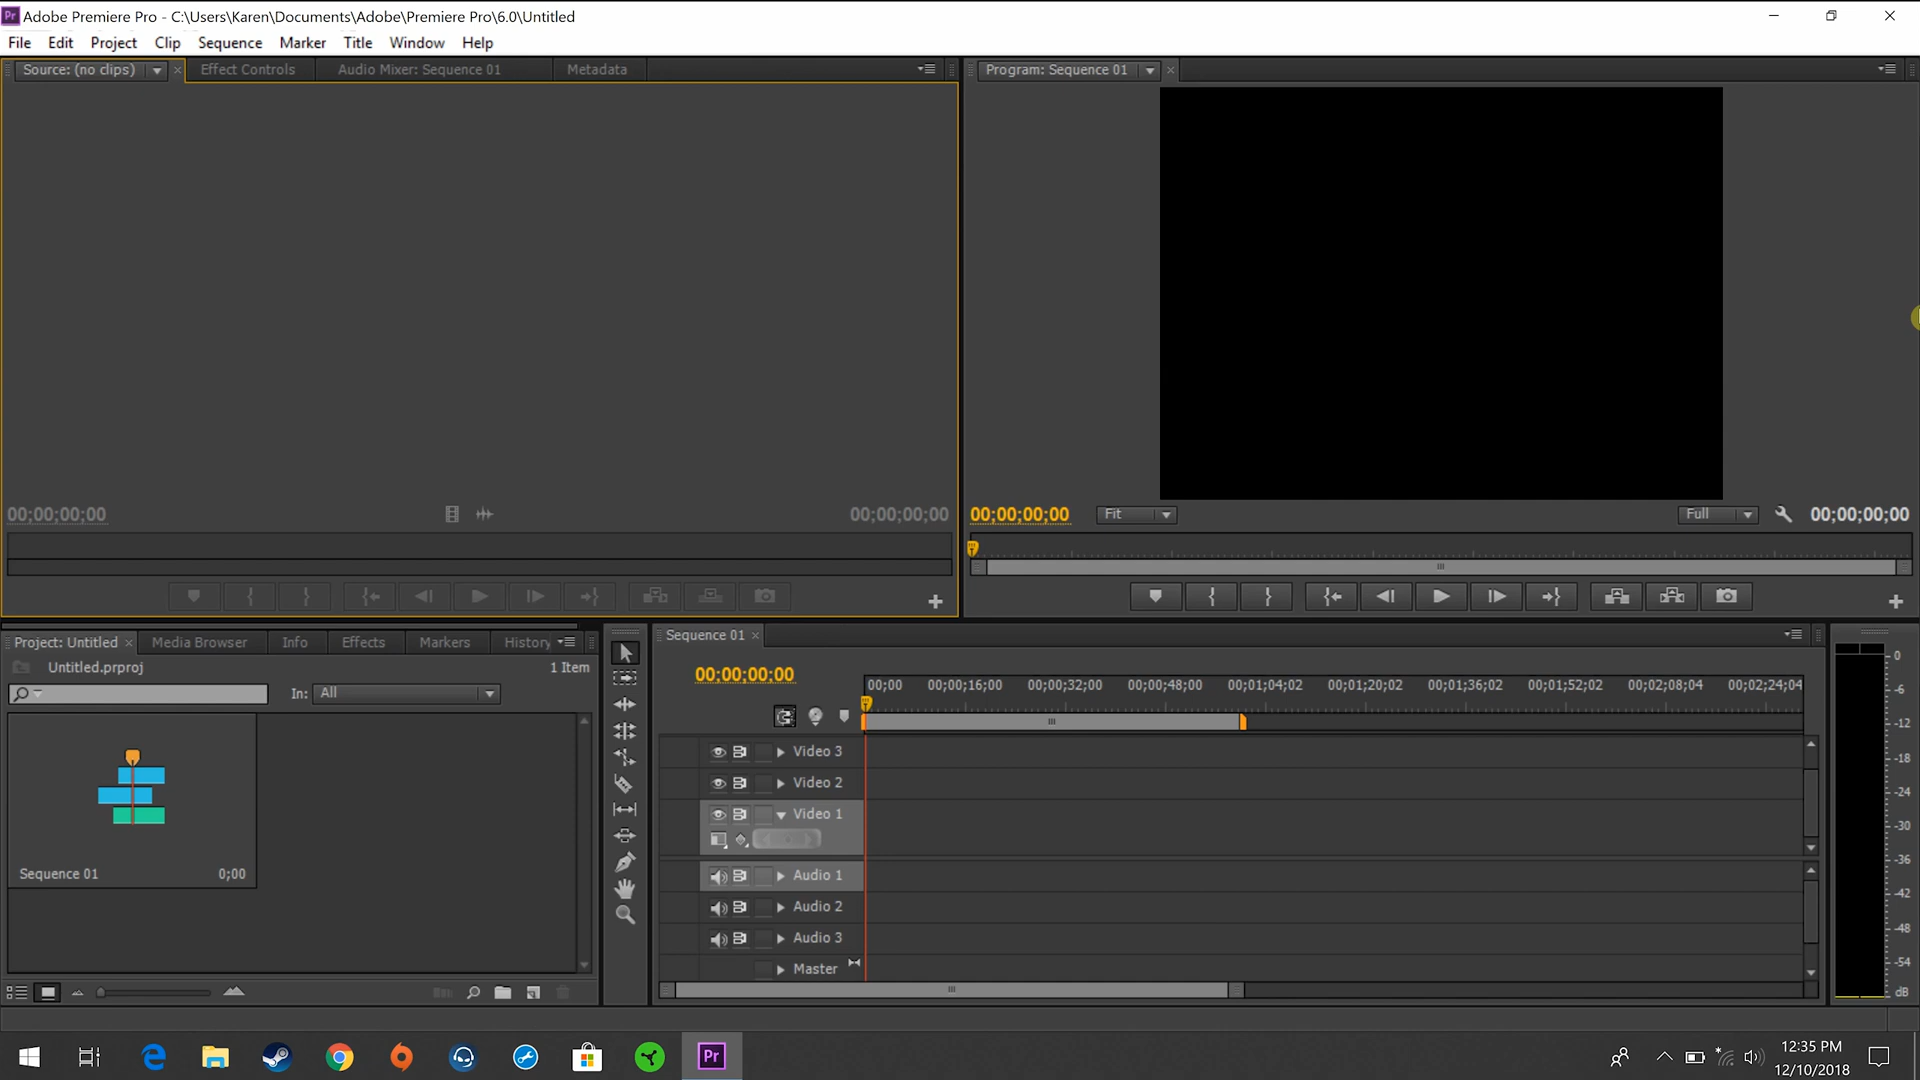 Pr Adobe Premiere Pro - C:\Users\Karen\Documents\Adobe\Premiere Pro\6.0\Untitled
File Edit Project Clip Sequence Marker Title Window Help
Source: (no clips) Effect Controls Audio Mixer: Sequence 01 Metadata
Program: Sequence 01
00;00;00;00 00;00;00;00
00;00;00;00 Fit Full 00;00;00;00
Project: Untitled Media Browser Info Effects Markers History
Untitled.prproj 1 Item
In: All
Sequence 01 0;00
Sequence 01
00;00;00;00
00;00 00;00;16;00 00;00;32;00 00;00;48;00 00;01;04;02 00;01;20;02 00;01;36;02 00;01;52;02 00;02;08;04 00;02;24;04
Video 3
Video 2
Video 1
Audio 1
Audio 2
Audio 3
Master
0
-6
-12
-18
-24
-30
-36
-42
-48
-54
dB
Pr
12:35 PM
12/10/2018